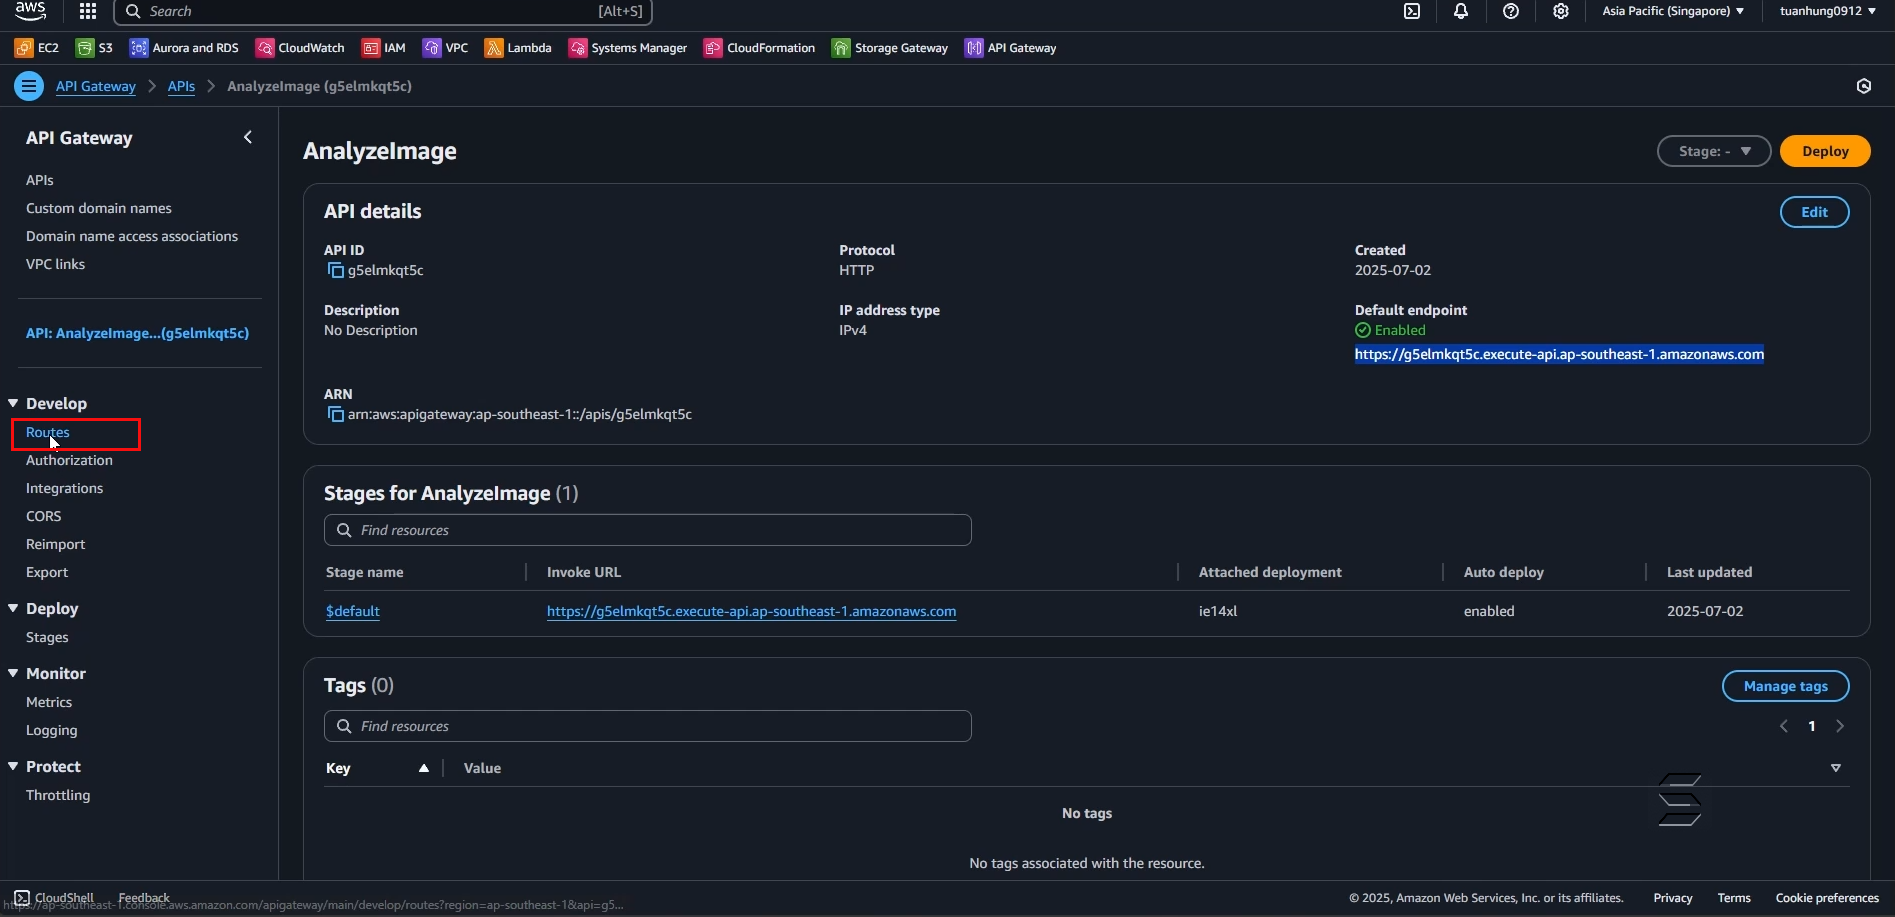 aws
Search [Alt+S] Asia Pacific (Singapore) tuanhung0912
EC2 S3 Aurora and RDS CloudWatch IAM VPC Lambda Systems Manager CloudFormation Storage Gateway API Gateway
API Gateway > APIs > AnalyzeImage (g5elmkqt5c)
API Gateway
APIs
Custom domain names
Domain name access associations
VPC links
API: AnalyzeImage...(g5elmkqt5c)
Develop
Routes
Authorization
Integrations
CORS
Reimport
Export
Deploy
Stages
Monitor
Metrics
Logging
Protect
Throttling
AnalyzeImage
Stage: - Deploy
API details Edit
API ID Protocol Created
g5elmkqt5c HTTP 2025-07-02
Description IP address type Default endpoint
No Description IPv4 Enabled
https://g5elmkqt5c.execute-api.ap-southeast-1.amazonaws.com
ARN
arn:aws:apigateway:ap-southeast-1::/apis/g5elmkqt5c
Stages for AnalyzeImage (1)
Find resources
Stage name Invoke URL Attached deployment Auto deploy Last updated
$default https://g5elmkqt5c.execute-api.ap-southeast-1.amazonaws.com ie14xl enabled 2025-07-02
Tags (0) Manage tags
Find resources 1
Key Value
No tags
No tags associated with the resource.
CloudShell Feedback © 2025, Amazon Web Services, Inc. or its affiliates. Privacy Terms Cookie preferences
https://ap-southeast-1.console.aws.amazon.com/apigateway/main/develop/routes?region=ap-southeast-1&api=g5...